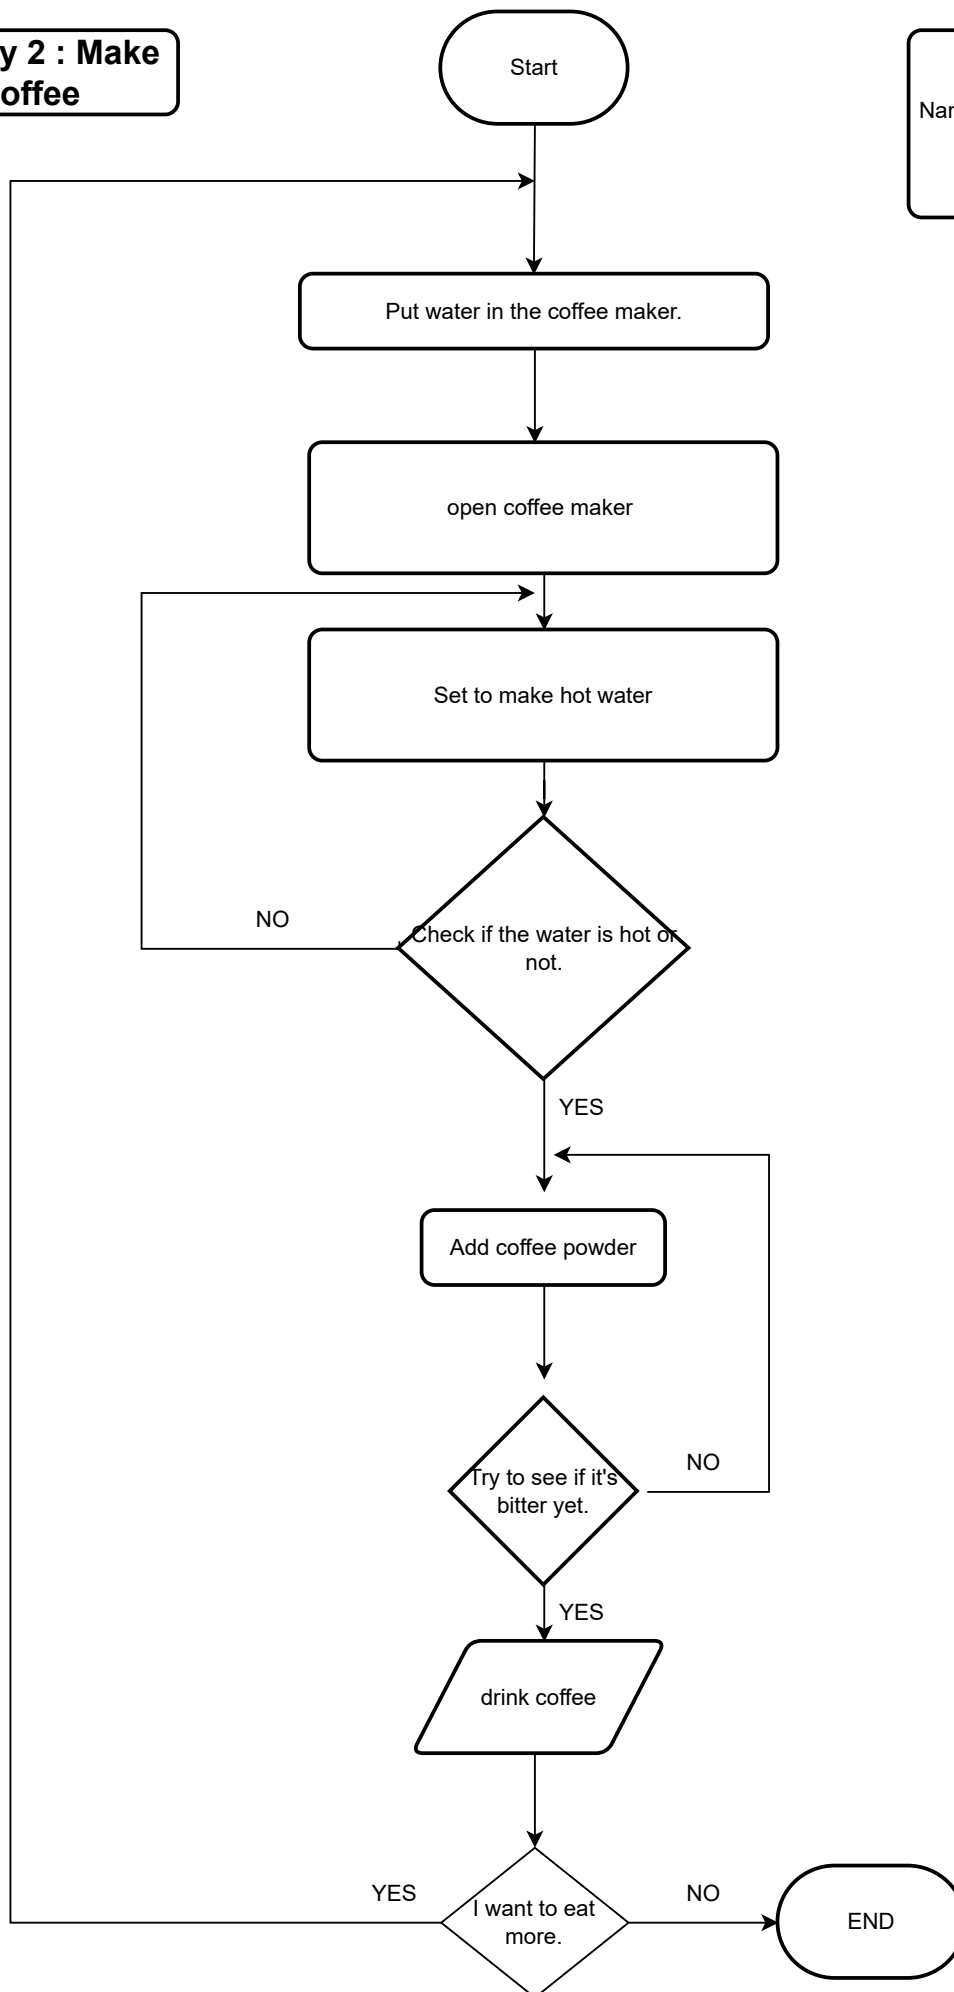 y 2 : Make
offee
Start
Nar
Put water in the coffee maker.
open coffee maker
Set to make hot water
NO
Check if the water is hot or
not.
YES
Add coffee powder
NO
Try to see if it's
bitter yet.
YES
drink coffee
YES
I want to eat
more.
NO
END